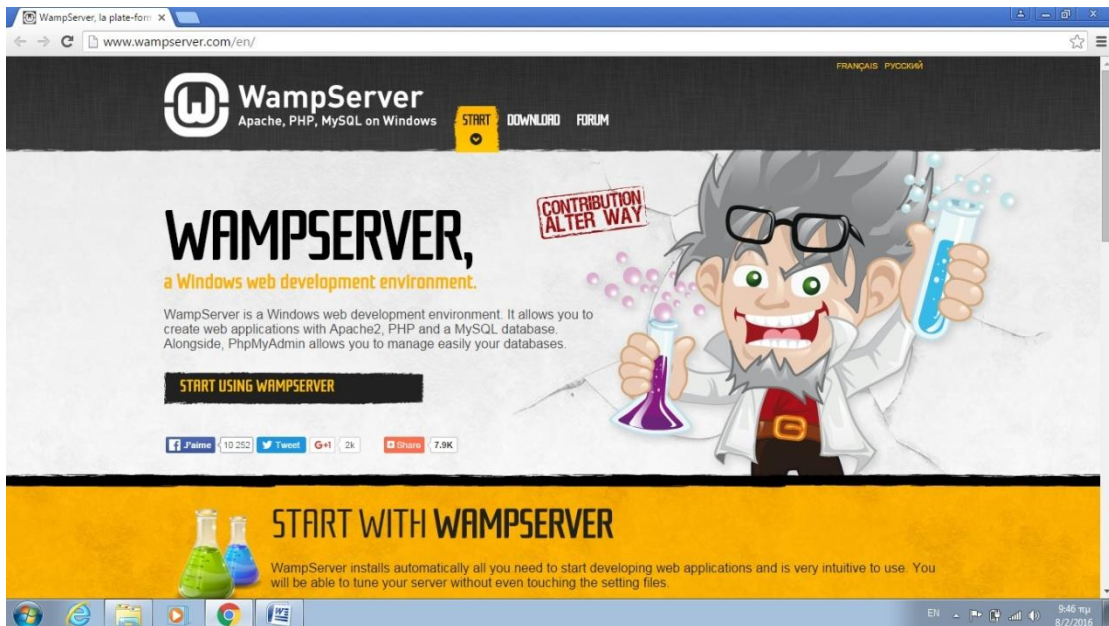 WampServer, la plate-form
www.wampserver.com/en/
FRANÇAIS РУССКИЙ
WampServer
Apache, PHP, MySQL on Windows
START DOWNLOAD FORUM
CONTRIBUTION
ALTER WAY
WAMPSERVER,
a Windows web development environment.
WampServer is a Windows web development environment. It allows you to
create web applications with Apache2, PHP and a MySQL database.
Alongside, PhpMyAdmin allows you to manage easily your databases.
START USING WAMPSERVER
J'aime 10 252 Tweet G+1 2k Share 7.9K
START WITH WAMPSERVER
WampServer installs automatically all you need to start developing web applications and is very intuitive to use. You
will be able to tune your server without even touching the setting files.
EN 9:46 πμ
8/2/2016